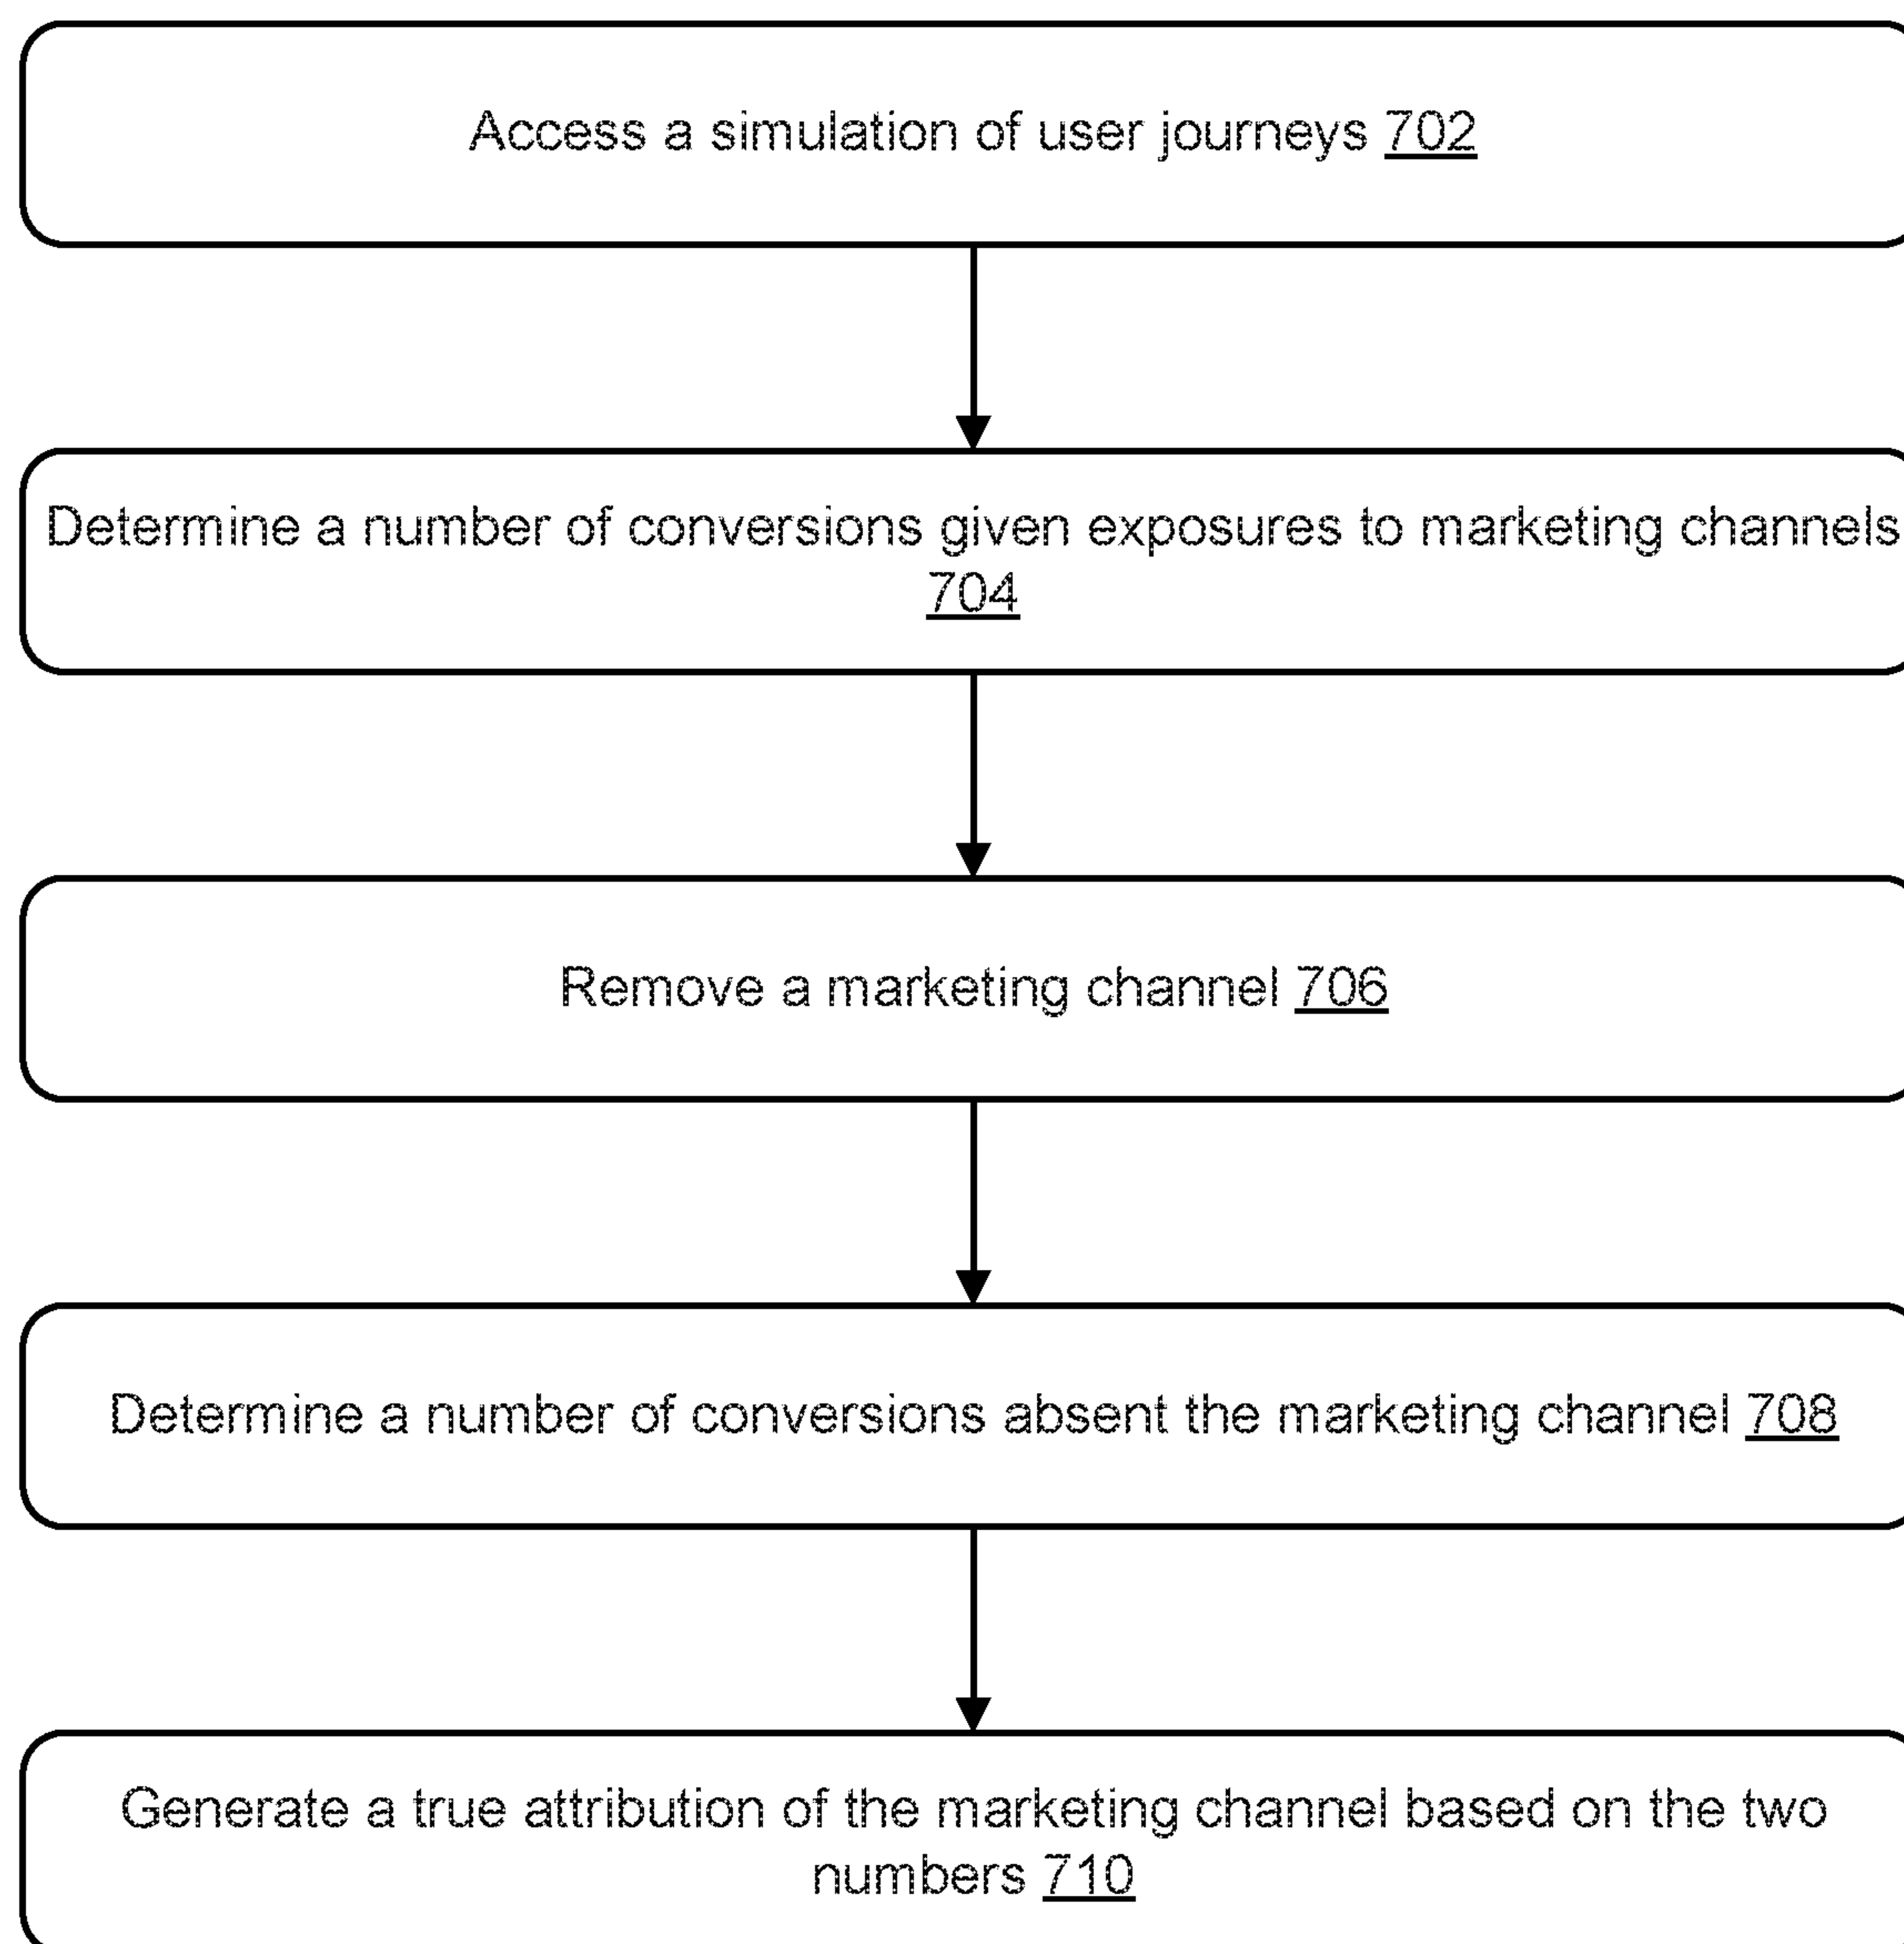 Access a simulation of user journeys 702
Determine a number of conversions given exposures to marketing channels
704
Remove a marketing channel 706
Determine a number of conversions absent the marketing channel 708
Generate a true attribution of the marketing channel based on the two
numbers 710